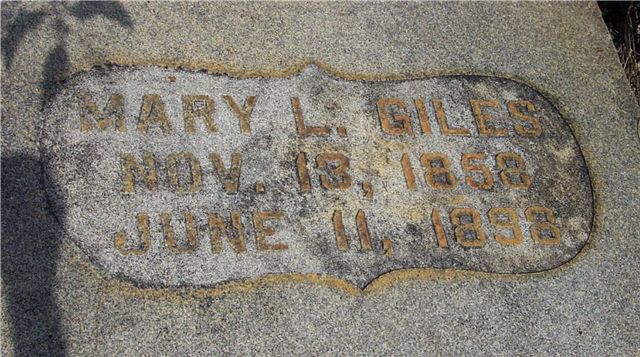 MARY L. GILES
NOV. 13, 1858
JUNE 11, 1898